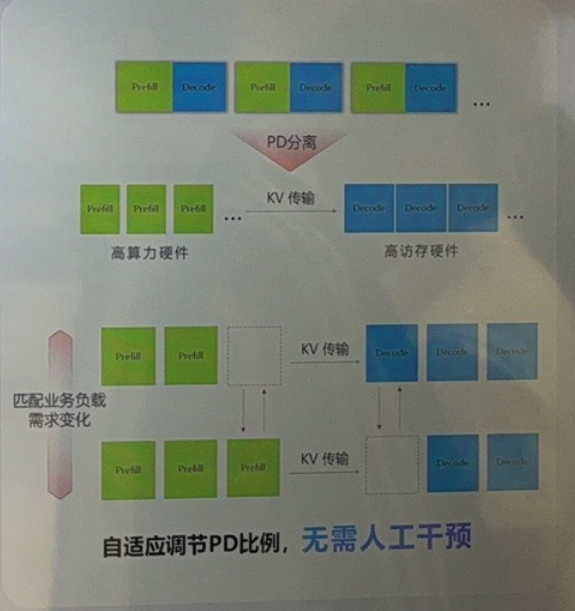 Prefill Decode Prefill Decode Prefill Decode ...
PD分离
KV 传输
Prefill Prefill Prefill ... Decode Decode Decode ...
高算力硬件 高访存硬件
KV 传输
Prefill Prefill Decode Decode Decode
匹配业务负载
需求变化
KV 传输
Prefill Prefill Prefill Decode Decode
自适应调节PD比例，无需人工干预